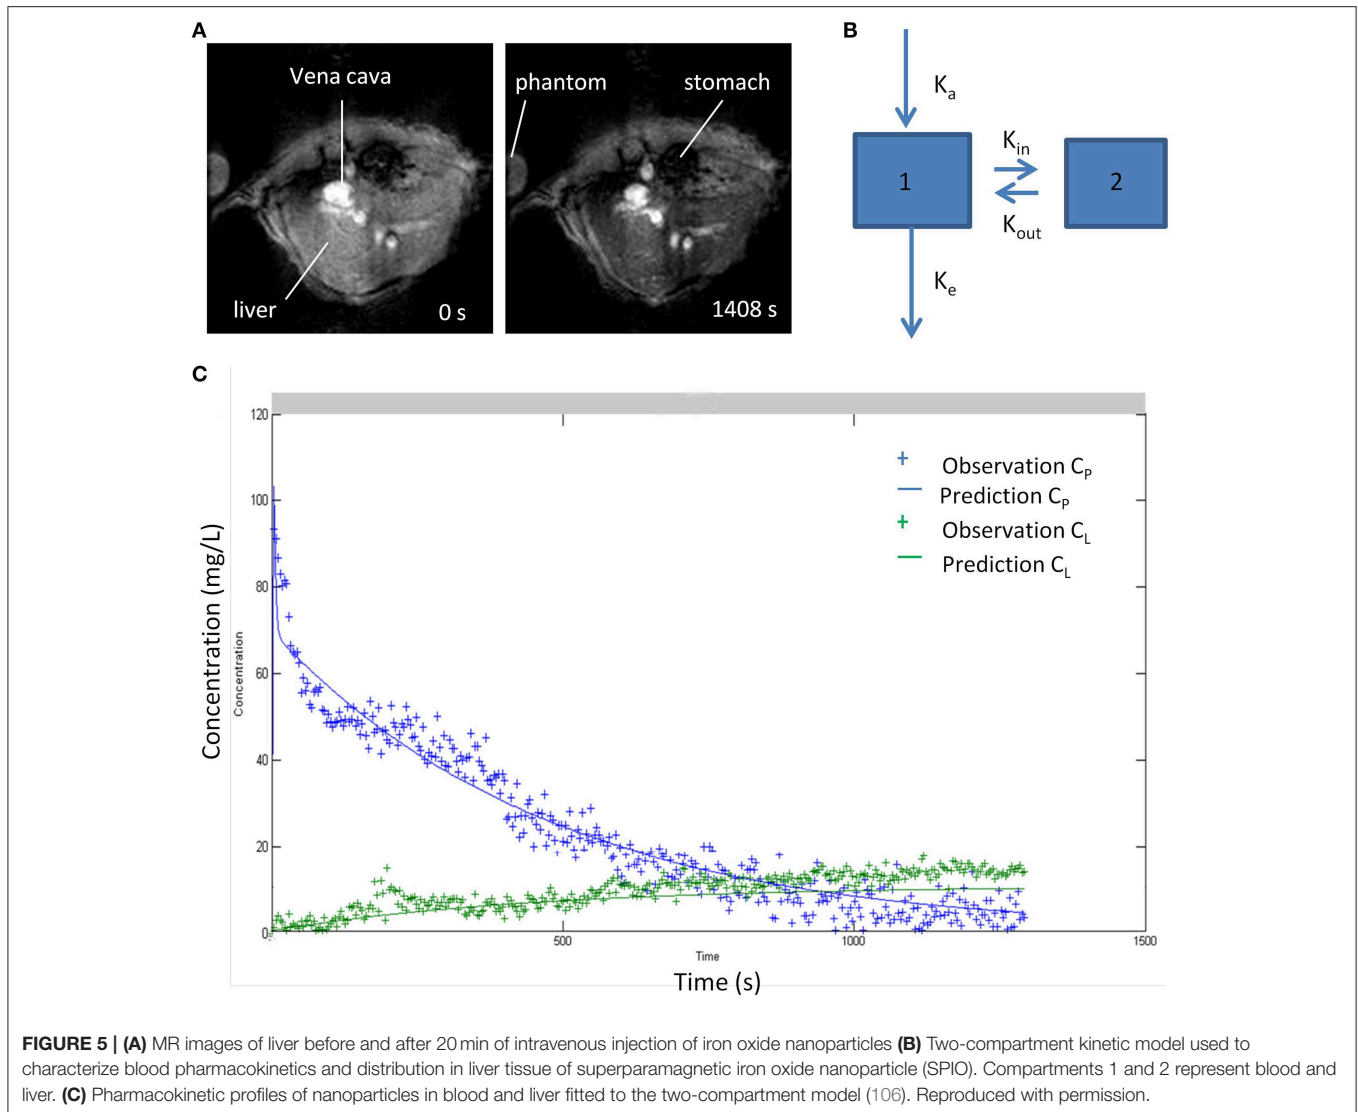 A
Vena cava
liver
0 s
phantom
stomach
1408 s
B
Ka
1
Kin
Kout
2
Ke
C
120
100
80
60
40
20
0
500
1000
1500
Concentration (mg/L)
Concentration
Observation CP
Prediction CP
Observation CL
Prediction CL
Time
Time (s)
FIGURE 5 | (A) MR images of liver before and after 20 min of intravenous injection of iron oxide nanoparticles (B) Two-compartment kinetic model used to
characterize blood pharmacokinetics and distribution in liver tissue of superparamagnetic iron oxide nanoparticle (SPIO). Compartments 1 and 2 represent blood and
liver. (C) Pharmacokinetic profiles of nanoparticles in blood and liver fitted to the two-compartment model (106). Reproduced with permission.